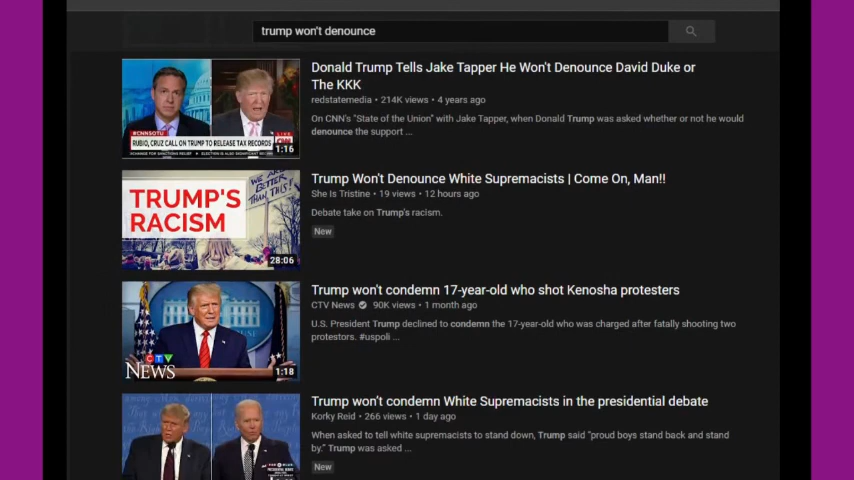 trump won't denounce
Donald Trump Tells Jake Tapper He Won't Denounce David Duke or
The KKK
redstatemedia • 214K views • 4 years ago
On CNN's "State of the Union" with Jake Tapper, when Donald Trump was asked whether or not he would
denounce the support ...
#CNNSOTU
RUBIO, CRUZ CALL ON TRUMP TO RELEASE TAX RECORDS
LIVE
CNN
1:16
Trump Won't Denounce White Supremacists | Come On, Man!!
She Is Tristine • 19 views • 12 hours ago
Debate take on Trump's racism.
New
TRUMP'S
RACISM
WE ARE
BETTER
THAN THIS!
28:06
Trump won't condemn 17-year-old who shot Kenosha protesters
CTV News 90K views • 1 month ago
U.S. President Trump declined to condemn the 17-year-old who was charged after fatally shooting two
protestors. #uspoli ...
CTV
NEWS
1:18
Trump won't condemn White Supremacists in the presidential debate
Korky Reid • 266 views • 1 day ago
When asked to tell white supremacists to stand down, Trump said "proud boys stand back and stand
by." Trump was asked ...
New